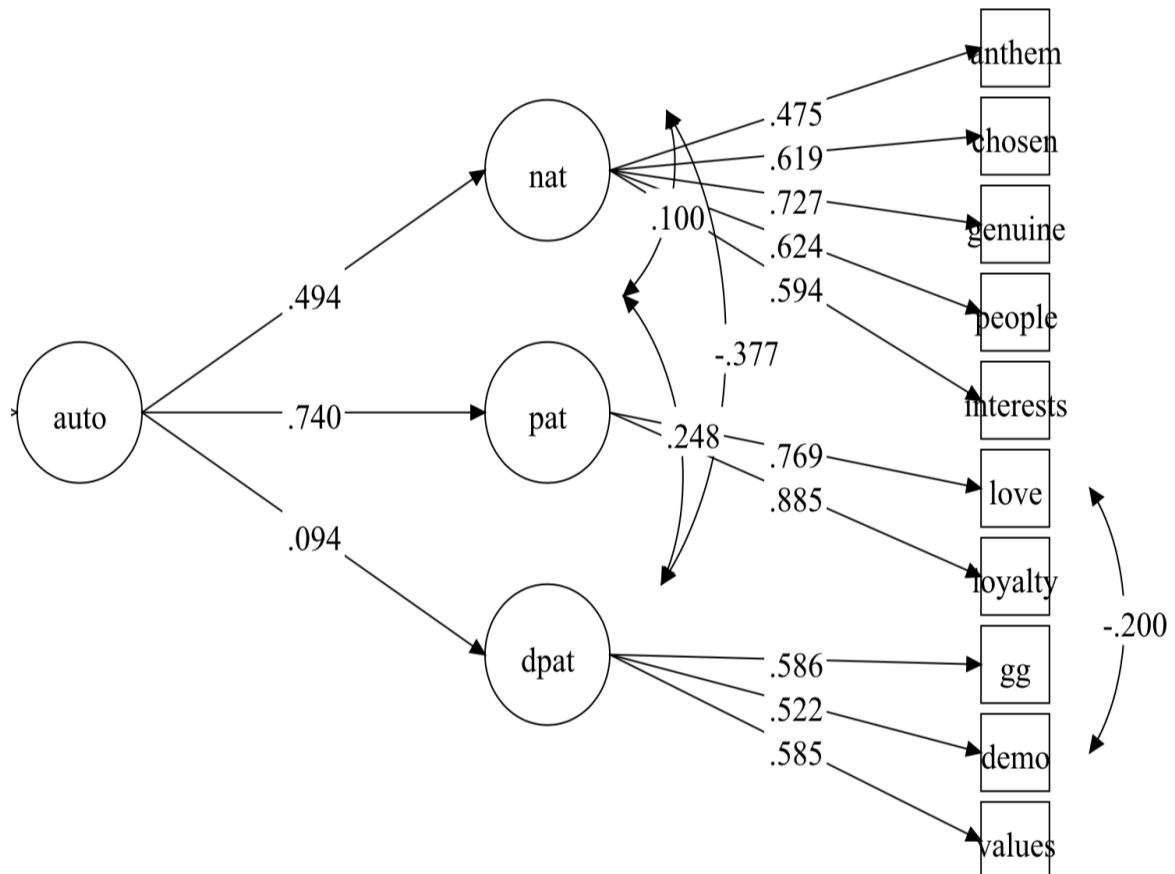 anthem
.475
chosen
.619
nat
.727
genuine
.100
.624
people
.494
.594
-.377
interests
auto
.740
pat
.248
.769
love
.885
loyalty
.094
-.200
dpat
.586
gg
.522
demo
.585
values